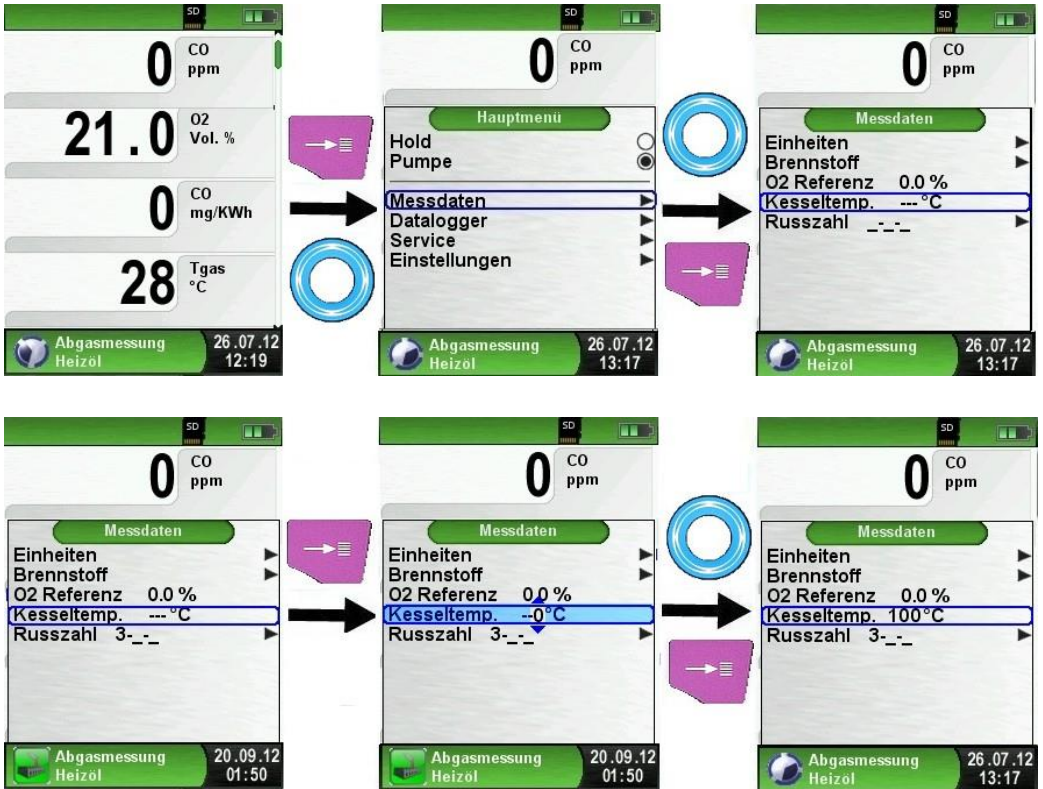 SD
0 CO ppm
21.0 O2 Vol. %
0 CO mg/KWh
28 Tgas °C
Abgasmessung 26.07.12
Heizöl 12:19
SD
0 CO ppm
Hauptmenü
Hold
Pumpe
Messdaten
Datalogger
Service
Einstellungen
Abgasmessung 26.07.12
Heizöl 13:17
SD
0 CO ppm
Messdaten
Einheiten
Brennstoff
O2 Referenz 0.0 %
Kesseltemp. --- °C
Russzahl _-_-_
Abgasmessung 26.07.12
Heizöl 13:17
SD
0 CO ppm
Messdaten
Einheiten
Brennstoff
O2 Referenz 0.0 %
Kesseltemp. --- °C
Russzahl 3-_-_
Abgasmessung 20.09.12
Heizöl 01:50
SD
0 CO ppm
Messdaten
Einheiten
Brennstoff
O2 Referenz 0.0 %
Kesseltemp. --0°C
Russzahl 3-_-_
Abgasmessung 20.09.12
Heizöl 01:50
SD
0 CO ppm
Messdaten
Einheiten
Brennstoff
O2 Referenz 0.0 %
Kesseltemp. 100°C
Russzahl 3-_-_
Abgasmessung 26.07.12
Heizöl 13:17